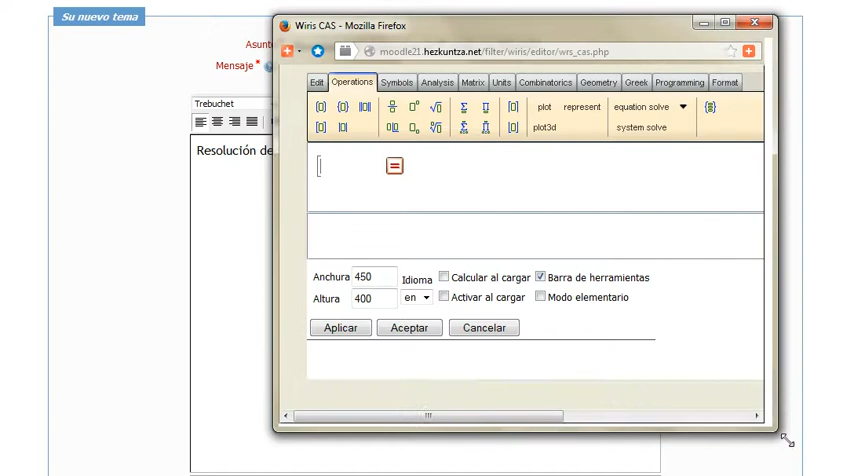 Su nuevo tema
Wiris CAS - Mozilla Firefox
Asunto
moodle21.hezkuntza.net/filter/wiris/editor/wrs_cas.php
Mensaje*
Edit Operations Symbols Analysis Matrix Units Combinatorics Geometry Greek Programming Format
Trebuchet
plot represent equation solve
plot3d system solve
Resolución de
=
Anchura 450 Idioma Calcular al cargar Barra de herramientas
Altura 400 en Activar al cargar Modo elementario
Aplicar Aceptar Cancelar